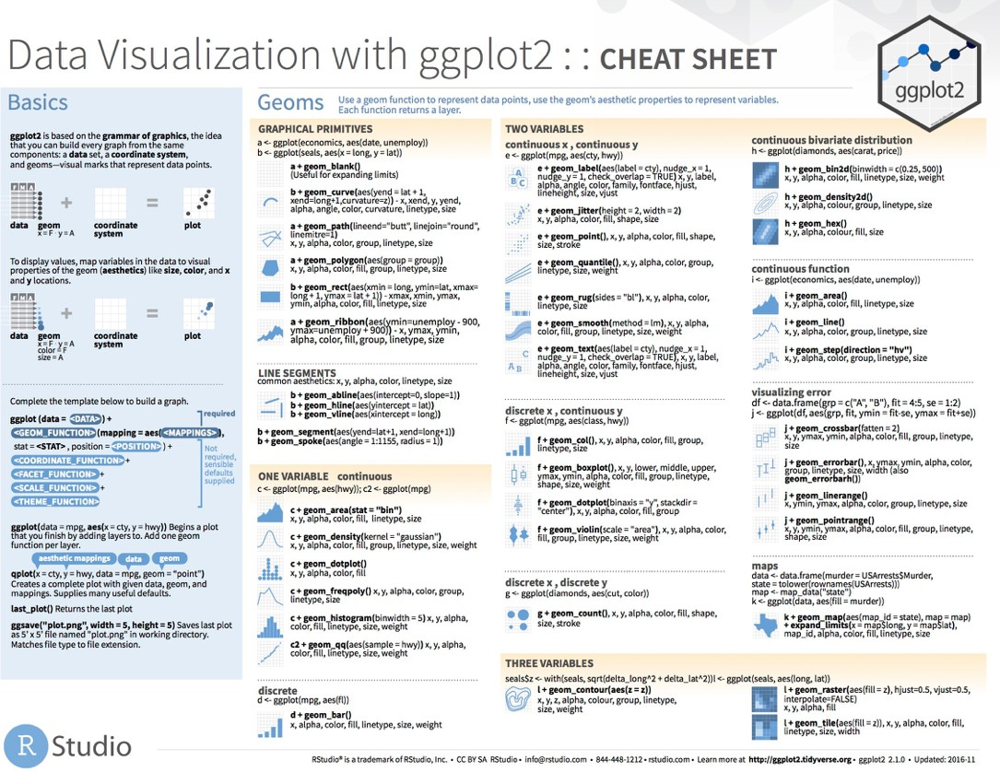 Data Visualization with ggplot2 : : CHEAT SHEET
ggplot2
Basics
ggplot2 is based on the grammar of graphics, the idea
that you can build every graph from the same
components: a data set, a coordinate system,
and geoms—visual marks that represent data points.
F M A
+
=
data
geom
x = F · y = A
coordinate
system
plot
To display values, map variables in the data to visual
properties of the geom (aesthetics) like size, color, and x
and y locations.
F M A
+
=
data
geom
x = F · y = A
color = F
size = A
coordinate
system
plot
Complete the template below to build a graph.
required
ggplot (data = <DATA>) +
<GEOM_FUNCTION>(mapping = aes(<MAPPINGS>),
stat = <STAT> , position = <POSITION>) +
<COORDINATE_FUNCTION>+
<FACET_FUNCTION>+
<SCALE_FUNCTION>+
<THEME_FUNCTION>
Not
required,
sensible
defaults
supplied
ggplot(data = mpg, aes(x = cty, y = hwy)) Begins a plot
that you finish by adding layers to. Add one geom
function per layer.
aesthetic mappings data geom
qplot(x = cty, y = hwy, data = mpg, geom = “point")
Creates a complete plot with given data, geom, and
mappings. Supplies many useful defaults.
last_plot() Returns the last plot
ggsave("plot.png", width = 5, height = 5) Saves last plot
as 5’ x 5’ file named "plot.png" in working directory.
Matches file type to file extension.
R Studio
Geoms
Use a geom function to represent data points, use the geom’s aesthetic properties to represent variables.
Each function returns a layer.
GRAPHICAL PRIMITIVES
a <- ggplot(economics, aes(date, unemploy))
b <- ggplot(seals, aes(x = long, y = lat))
a + geom_blank()
(Useful for expanding limits)
b + geom_curve(aes(yend = lat + 1,
xend=long+1,curvature=z)) - x, xend, y, yend,
alpha, angle, color, curvature, linetype, size
a + geom_path(lineend="butt", linejoin="round",
linemitre=1)
x, y, alpha, color, group, linetype, size
a + geom_polygon(aes(group = group))
x, y, alpha, color, fill, group, linetype, size
b + geom_rect(aes(xmin = long, ymin=lat, xmax=
long + 1, ymax = lat + 1)) - xmax, xmin, ymax,
ymin, alpha, color, fill, linetype, size
a + geom_ribbon(aes(ymin=unemploy - 900,
ymax=unemploy + 900)) - x, ymax, ymin,
alpha, color, fill, group, linetype, size
LINE SEGMENTS
common aesthetics: x, y, alpha, color, linetype, size
b + geom_abline(aes(intercept=0, slope=1))
b + geom_hline(aes(yintercept = lat))
b + geom_vline(aes(xintercept = long))
b + geom_segment(aes(yend=lat+1, xend=long+1))
b + geom_spoke(aes(angle = 1:1155, radius = 1))
ONE VARIABLE continuous
c <- ggplot(mpg, aes(hwy)); c2 <- ggplot(mpg)
c + geom_area(stat = "bin")
x, y, alpha, color, fill, linetype, size
c + geom_density(kernel = "gaussian")
x, y, alpha, color, fill, group, linetype, size, weight
c + geom_dotplot()
x, y, alpha, color, fill
c + geom_freqpoly() x, y, alpha, color, group,
linetype, size
c + geom_histogram(binwidth = 5) x, y, alpha,
color, fill, linetype, size, weight
c2 + geom_qq(aes(sample = hwy)) x, y, alpha,
color, fill, linetype, size, weight
discrete
d <- ggplot(mpg, aes(fl))
d + geom_bar()
x, alpha, color, fill, linetype, size, weight
TWO VARIABLES
continuous x , continuous y
e <- ggplot(mpg, aes(cty, hwy))
A
B
C
e + geom_label(aes(label = cty), nudge_x = 1,
nudge_y = 1, check_overlap = TRUE) x, y, label,
alpha, angle, color, family, fontface, hjust,
lineheight, size, vjust
e + geom_jitter(height = 2, width = 2)
x, y, alpha, color, fill, shape, size
e + geom_point(), x, y, alpha, color, fill, shape,
size, stroke
e + geom_quantile(), x, y, alpha, color, group,
linetype, size, weight
e + geom_rug(sides = "bl"), x, y, alpha, color,
linetype, size
e + geom_smooth(method = lm), x, y, alpha,
color, fill, group, linetype, size, weight
C
A B
e + geom_text(aes(label = cty), nudge_x = 1,
nudge_y = 1, check_overlap = TRUE), x, y, label,
alpha, angle, color, family, fontface, hjust,
lineheight, size, vjust
discrete x , continuous y
f <- ggplot(mpg, aes(class, hwy))
f + geom_col(), x, y, alpha, color, fill, group,
linetype, size
f + geom_boxplot(), x, y, lower, middle, upper,
ymax, ymin, alpha, color, fill, group, linetype,
shape, size, weight
f + geom_dotplot(binaxis = "y", stackdir =
"center"), x, y, alpha, color, fill, group
f + geom_violin(scale = "area"), x, y, alpha, color,
fill, group, linetype, size, weight
discrete x , discrete y
g <- ggplot(diamonds, aes(cut, color))
g + geom_count(), x, y, alpha, color, fill, shape,
size, stroke
continuous bivariate distribution
h <- ggplot(diamonds, aes(carat, price))
h + geom_bin2d(binwidth = c(0.25, 500))
x, y, alpha, color, fill, linetype, size, weight
h + geom_density2d()
x, y, alpha, colour, group, linetype, size
h + geom_hex()
x, y, alpha, colour, fill, size
continuous function
i <- ggplot(economics, aes(date, unemploy))
i + geom_area()
x, y, alpha, color, fill, linetype, size
i + geom_line()
x, y, alpha, color, group, linetype, size
i + geom_step(direction = "hv")
x, y, alpha, color, group, linetype, size
visualizing error
df <- data.frame(grp = c("A", "B"), fit = 4:5, se = 1:2)
j <- ggplot(df, aes(grp, fit, ymin = fit-se, ymax = fit+se))
j + geom_crossbar(fatten = 2)
x, y, ymax, ymin, alpha, color, fill, group, linetype,
size
j + geom_errorbar(), x, ymax, ymin, alpha, color,
group, linetype, size, width (also
geom_errorbarh())
j + geom_linerange()
x, ymin, ymax, alpha, color, group, linetype, size
j + geom_pointrange()
x, y, ymin, ymax, alpha, color, fill, group, linetype,
shape, size
maps
data <- data.frame(murder = USArrests$Murder,
state = tolower(rownames(USArrests)))
map <- map_data("state")
k <- ggplot(data, aes(fill = murder))
k + geom_map(aes(map_id = state), map = map)
+ expand_limits(x = map$long, y = map$lat),
map_id, alpha, color, fill, linetype, size
THREE VARIABLES
seals$z <- with(seals, sqrt(delta_long^2 + delta_lat^2))l <- ggplot(seals, aes(long, lat))
l + geom_contour(aes(z = z))
x, y, z, alpha, colour, group, linetype,
size, weight
l + geom_raster(aes(fill = z), hjust=0.5, vjust=0.5,
interpolate=FALSE)
x, y, alpha, fill
l + geom_tile(aes(fill = z)), x, y, alpha, color, fill,
linetype, size, width
RStudio® is a trademark of RStudio, Inc. • CC BY SA RStudio • info@rstudio.com • 844-448-1212 • rstudio.com • Learn more at http://ggplot2.tidyverse.org • ggplot2 2.1.0 • Updated: 2016-11